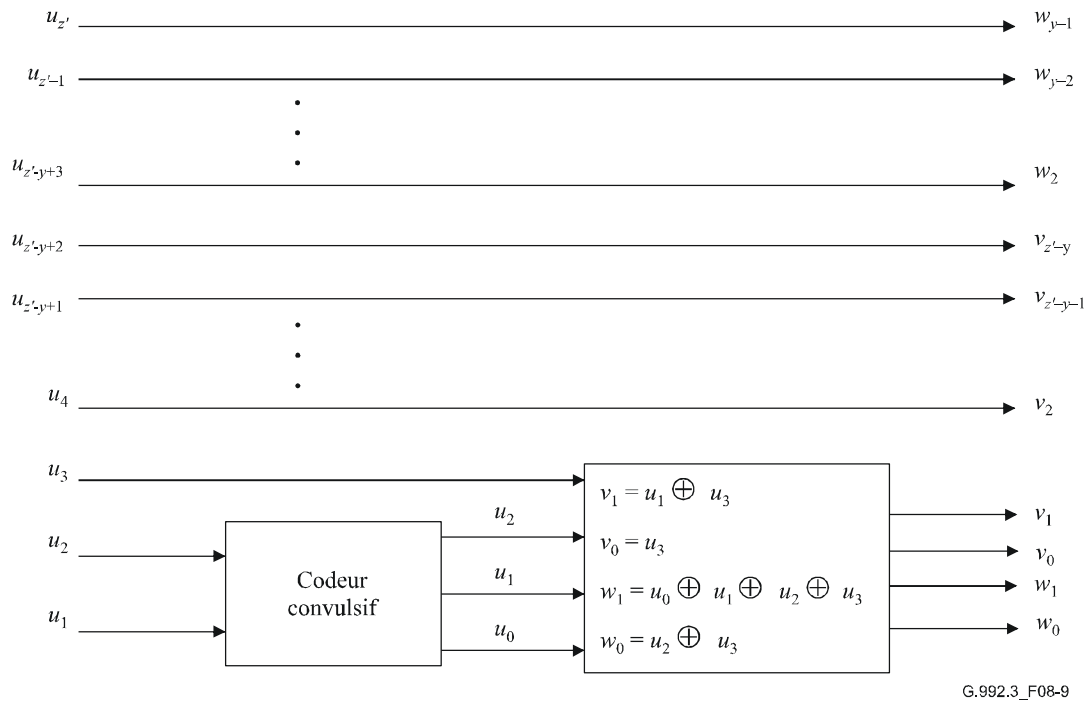 u_{z′} w_{y–1}
u_{z′–1} w_{y–2}
u_{z′-y+3} w_2
u_{z′-y+2} v_{z′–y}
u_{z′-y+1} v_{z′–y–1}
u_4 v_2
u_3
v_1 = u_1 ⊕ u_3
u_2 v_1
u_2 v_0 = u_3 v_0
Codeur convulsif
u_1 w_1 = u_0 ⊕ u_1 ⊕ u_2 ⊕ u_3 w_1
u_1 u_0 w_0 = u_2 ⊕ u_3 w_0
G.992.3_F08-9